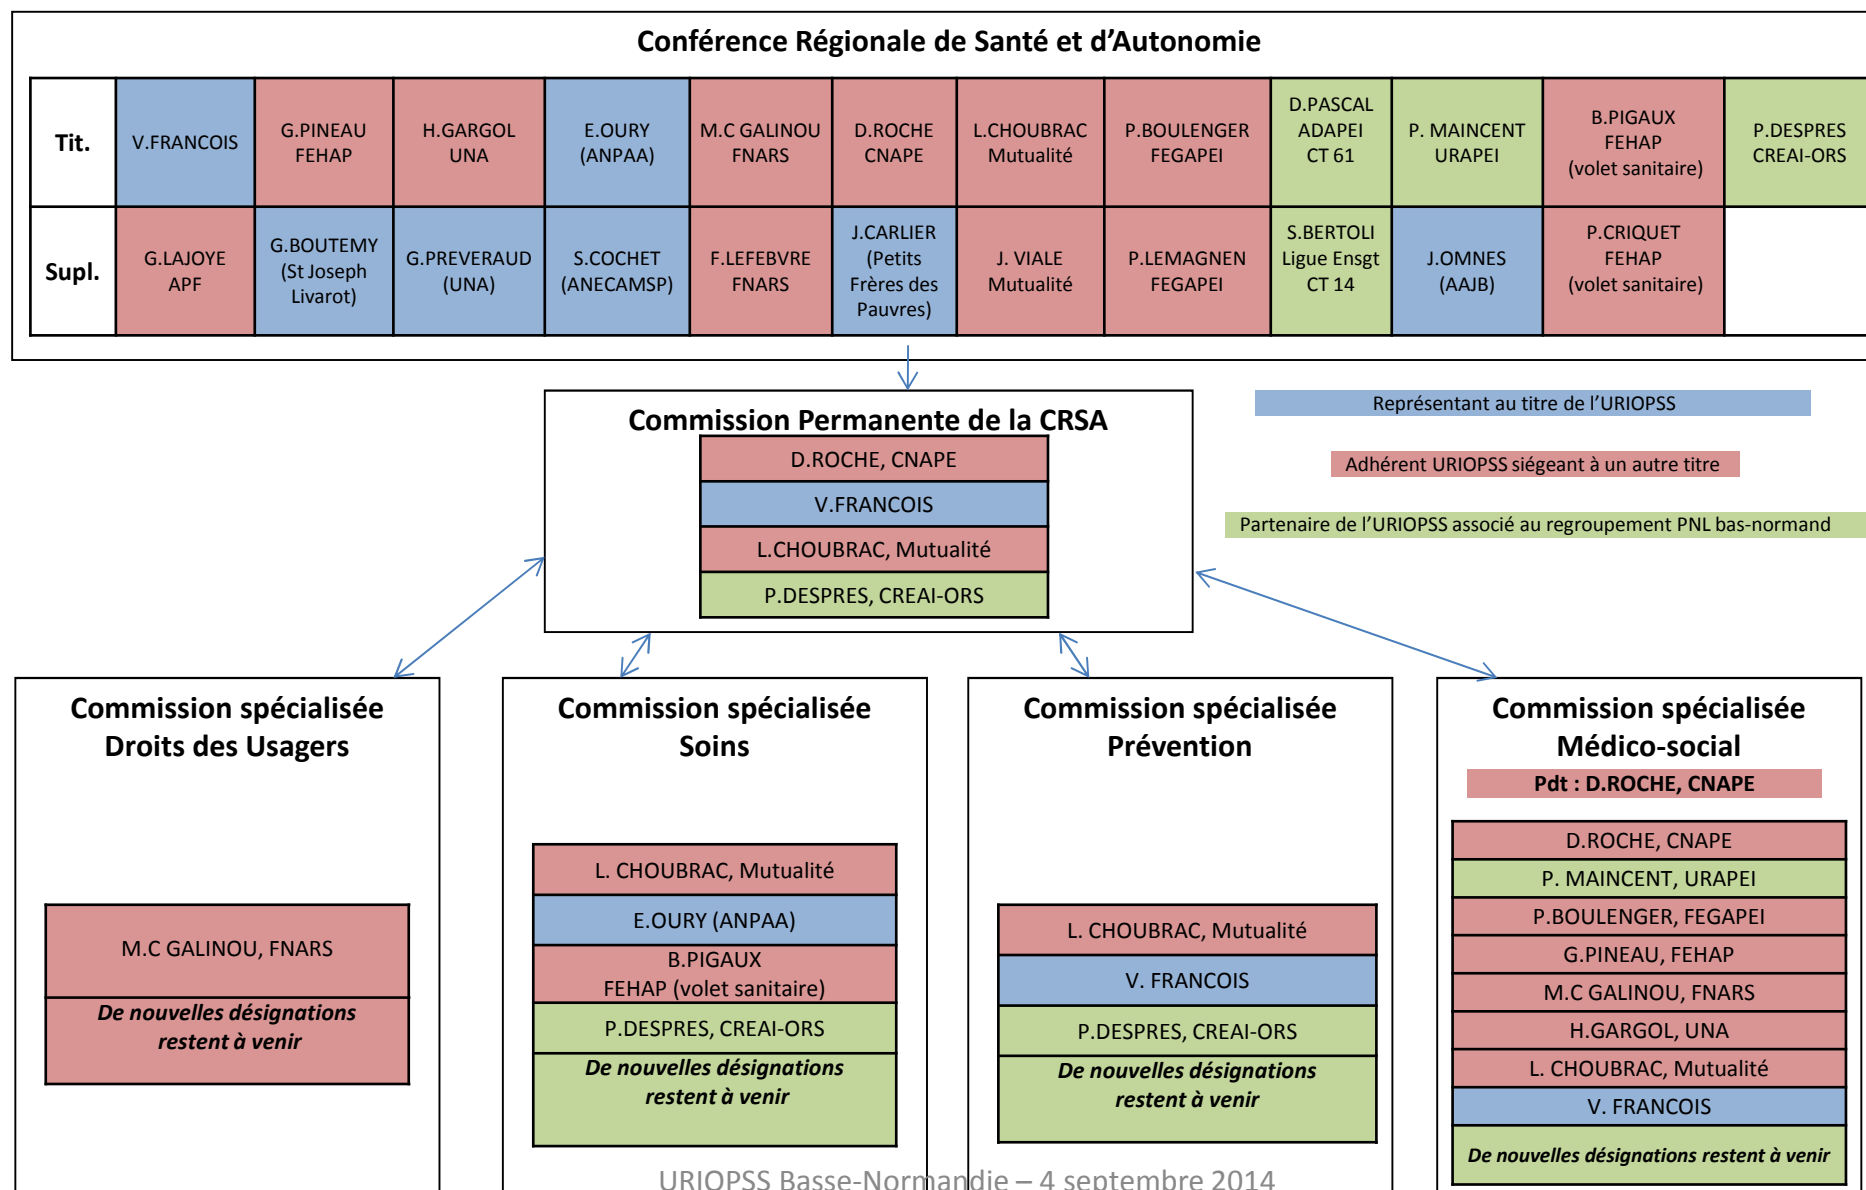 Conférence Régionale de Santé et d'Autonomie
Tit.
V.FRANCOIS
G.PINEAU
FEHAP
H.GARGOL
UNA
E.OURY
(ANPAA)
M.C GALINOU
FNARS
D.ROCHE
CNAPE
L.CHOUBRAC
Mutualité
P.BOULENGER
FEGAPEI
D.PASCAL
ADAPEI
CT 61
P. MAINCENT
URAPEI
B.PIGAUX
FEHAP
(volet sanitaire)
P.DESPRES
CREAI-ORS
Supl.
G.LAJOYE
APF
G.BOUTEMY
(St Joseph
Livarot)
G.PREVERAUD
(UNA)
S.COCHET
(ANECAMSP)
F.LEFEBVRE
FNARS
J.CARLIER
(Petits
Frères des
Pauvres)
J. VIALE
Mutualité
P.LEMAGNEN
FEGAPEI
S.BERTOLI
Ligue Ensgt
CT 14
J.OMNES
(AAJB)
P.CRIQUET
FEHAP
(volet sanitaire)
Commission Permanente de la CRSA
D.ROCHE, CNAPE
V.FRANCOIS
L.CHOUBRAC, Mutualité
P.DESPRES, CREAI-ORS
Représentant au titre de l'URIOPSS
Adhérent URIOPSS siégeant à un autre titre
Partenaire de l'URIOPSS associé au regroupement PNL bas-normand
Commission spécialisée
Droits des Usagers
M.C GALINOU, FNARS
De nouvelles désignations
restent à venir
Commission spécialisée
Soins
L. CHOUBRAC, Mutualité
E.OURY (ANPAA)
B.PIGAUX
FEHAP (volet sanitaire)
P.DESPRES, CREAI-ORS
De nouvelles désignations
restent à venir
Commission spécialisée
Prévention
L. CHOUBRAC, Mutualité
V. FRANCOIS
P.DESPRES, CREAI-ORS
De nouvelles désignations
restent à venir
Commission spécialisée
Médico-social
Pdt : D.ROCHE, CNAPE
D.ROCHE, CNAPE
P. MAINCENT, URAPEI
P.BOULENGER, FEGAPEI
G.PINEAU, FEHAP
M.C GALINOU, FNARS
H.GARGOL, UNA
L. CHOUBRAC, Mutualité
V. FRANCOIS
De nouvelles désignations restent à venir
URIOPSS Basse-Normandie – 4 septembre 2014